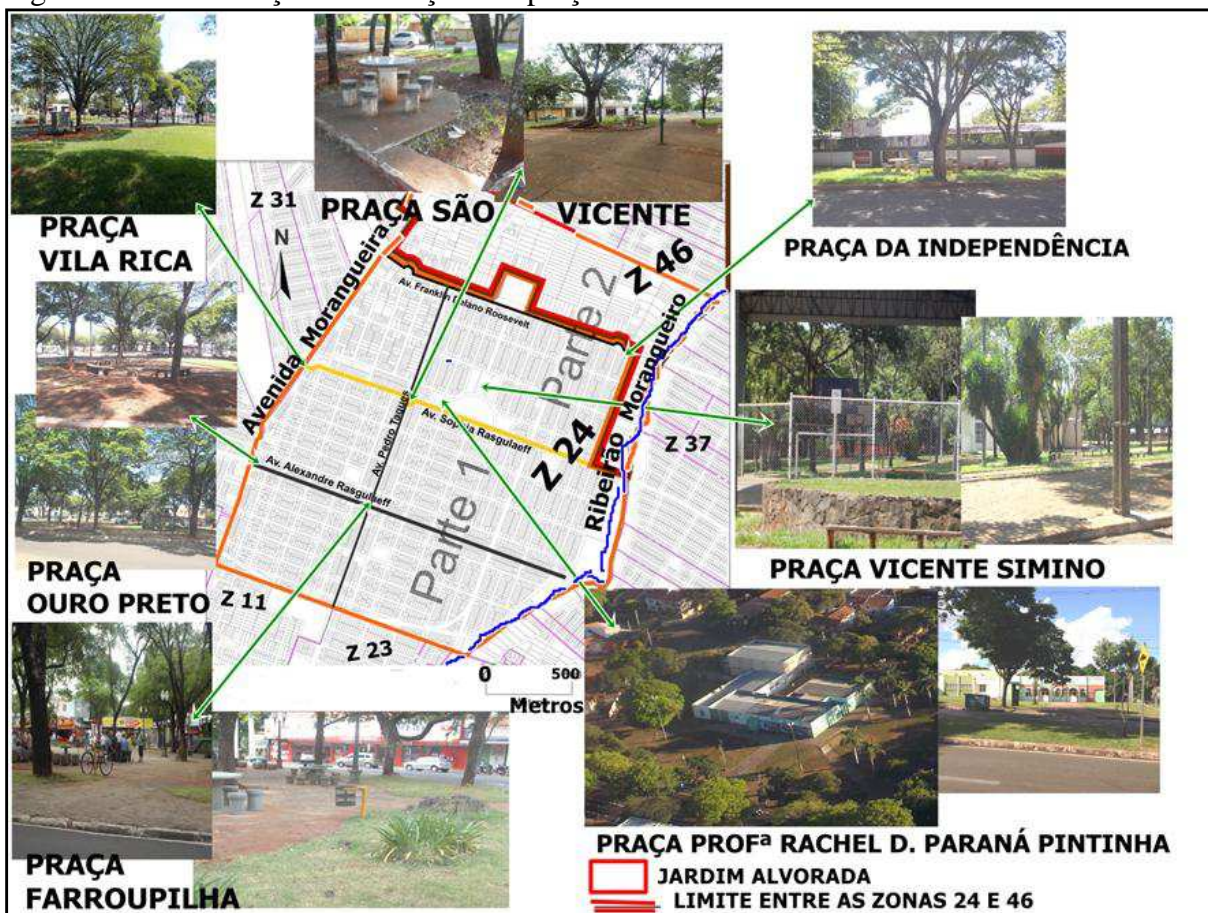 PRAÇA
VILA RICA
PRAÇA SÃO VICENTE
PRAÇA DA INDEPENDÊNCIA
Z 31
N
Z 46
Avenida Morangueira
Av. Franklin Delano Roosevelt
Parte 2
Ribeirão Morangueiro
Av. Pedro Taques
Av. Sophia Rasgulaeff
Z 24
Z 37
Av. Alexandre Rasgulaeff
Parte 1
PRAÇA
OURO PRETO
PRAÇA VICENTE SIMINO
Z 11
Z 23
0 500
Metros
PRAÇA
FARROUPILHA
PRAÇA PROFª RACHEL D. PARANÁ PINTINHA
JARDIM ALVORADA
LIMITE ENTRE AS ZONAS 24 E 46